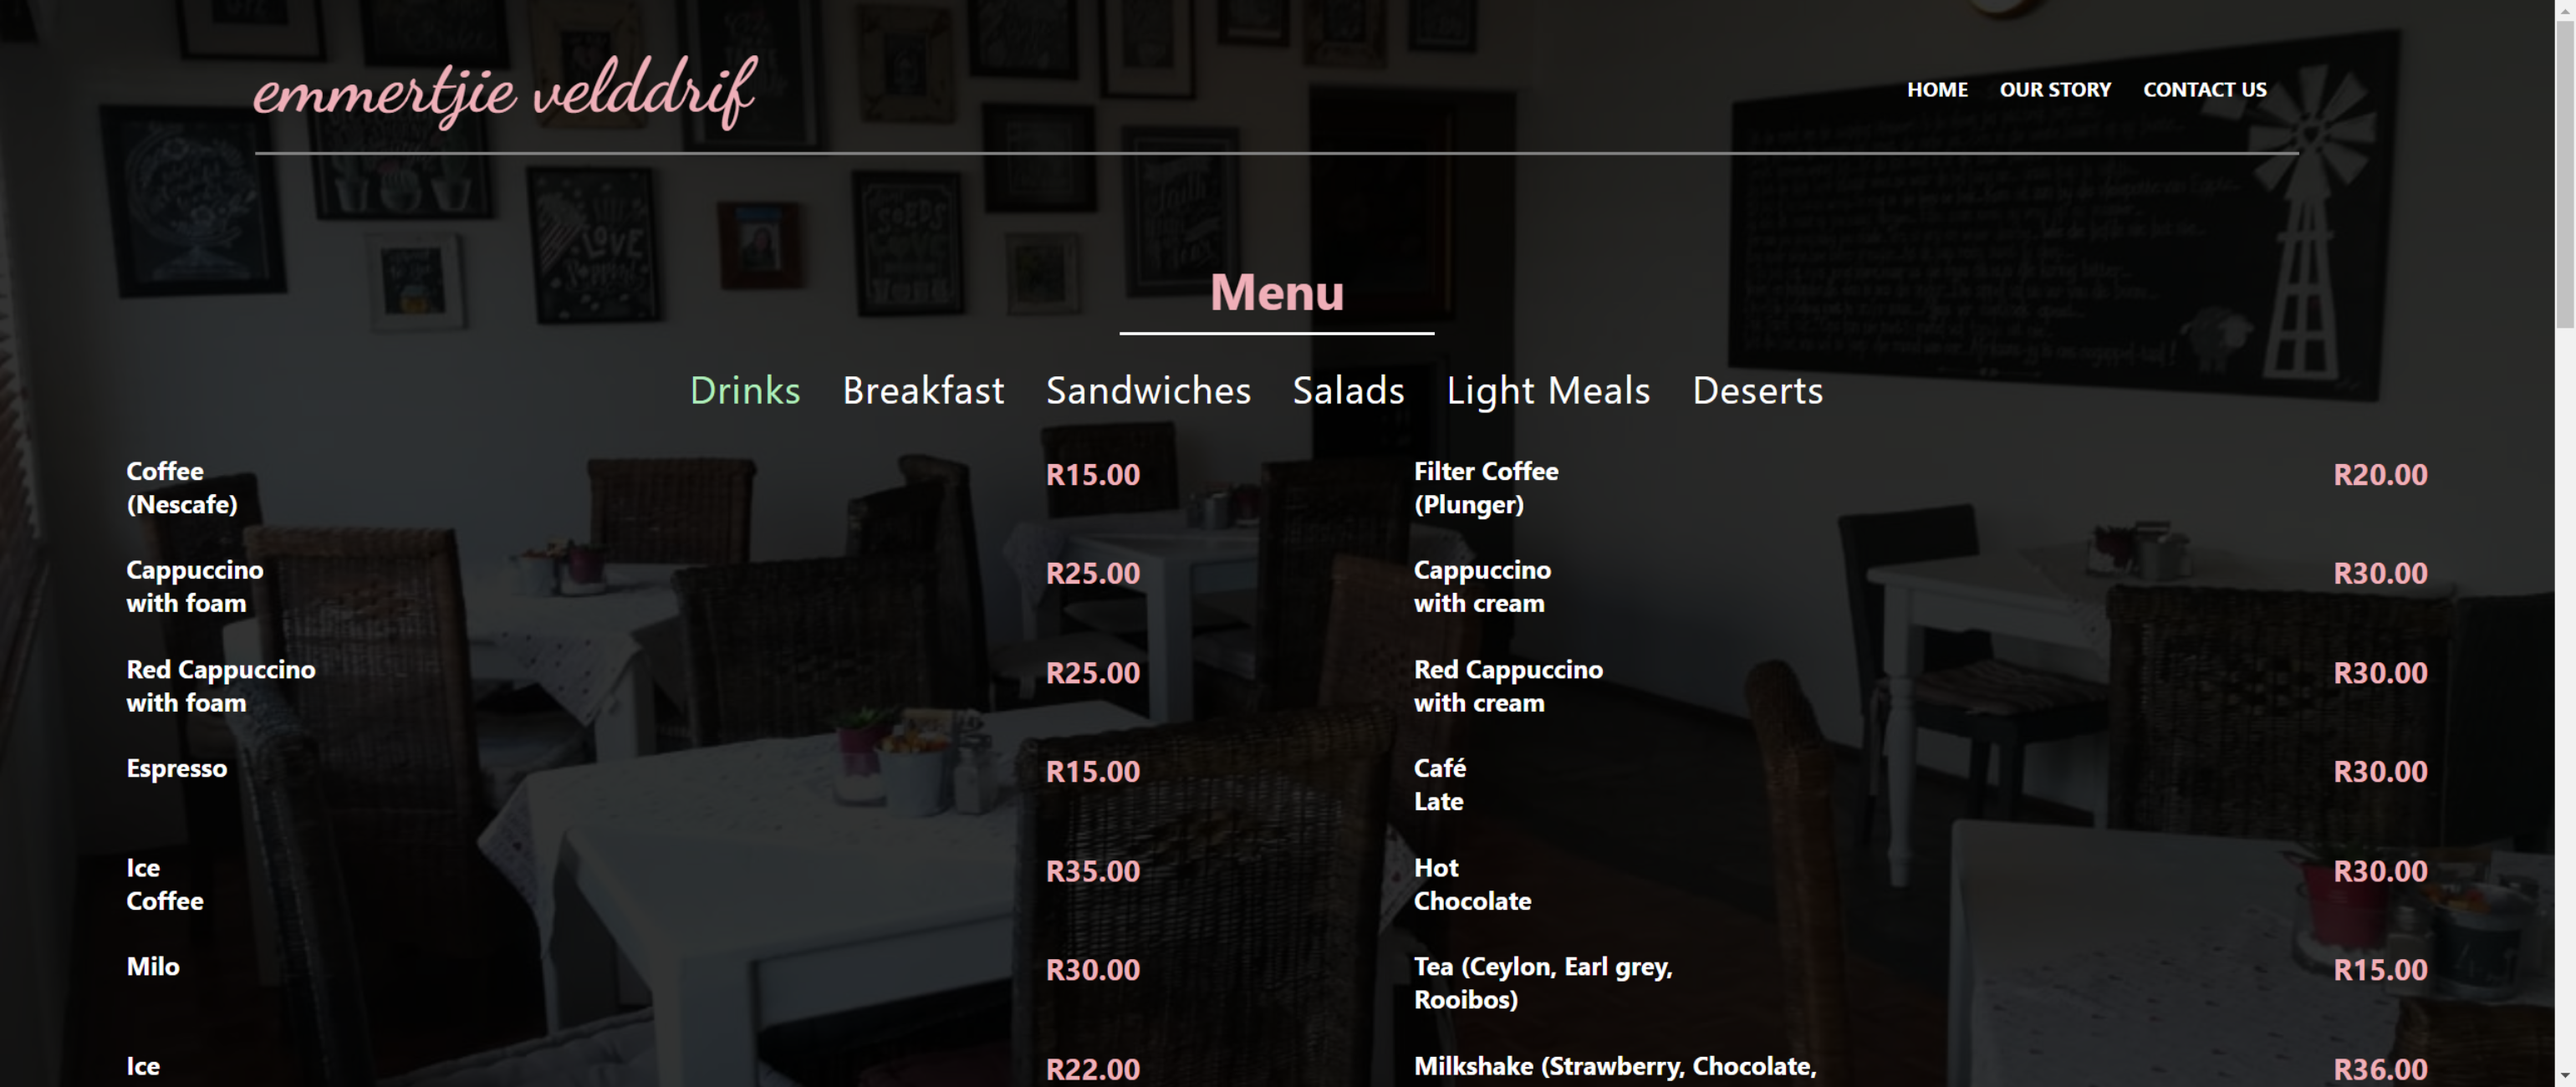 emmertjie velddrif
HOME OUR STORY CONTACT US
Menu
Drinks Breakfast Sandwiches Salads Light Meals Deserts
Coffee
(Nescafe)
R15.00
Filter Coffee
(Plunger)
R20.00
Cappuccino
with foam
R25.00
Cappuccino
with cream
R30.00
Red Cappuccino
with foam
R25.00
Red Cappuccino
with cream
R30.00
Espresso
R15.00
Café
Late
R30.00
Ice
Coffee
R35.00
Hot
Chocolate
R30.00
Milo
R30.00
Tea (Ceylon, Earl grey,
Rooibos)
R15.00
Ice
R22.00
Milkshake (Strawberry, Chocolate,
R36.00